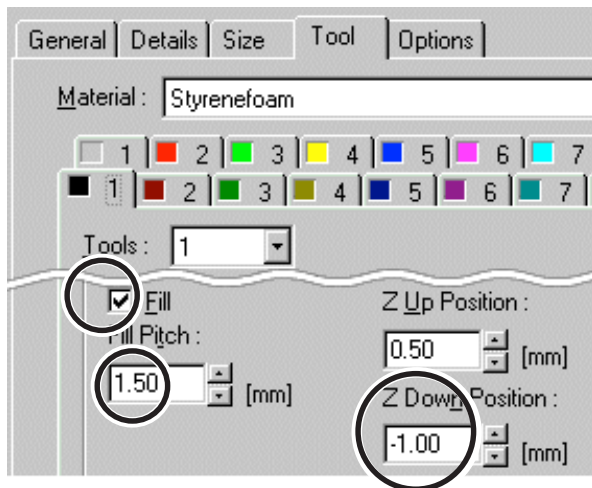 General Details Size Tool Options
Material : Styrenefoam
1 2 3 4 5 6 7
1 2 3 4 5 6 7
Tools : 1
Fill Z Up Position :
Fill Pitch : 0.50 [mm]
1.50 [mm] Z Down Position :
-1.00 [mm]